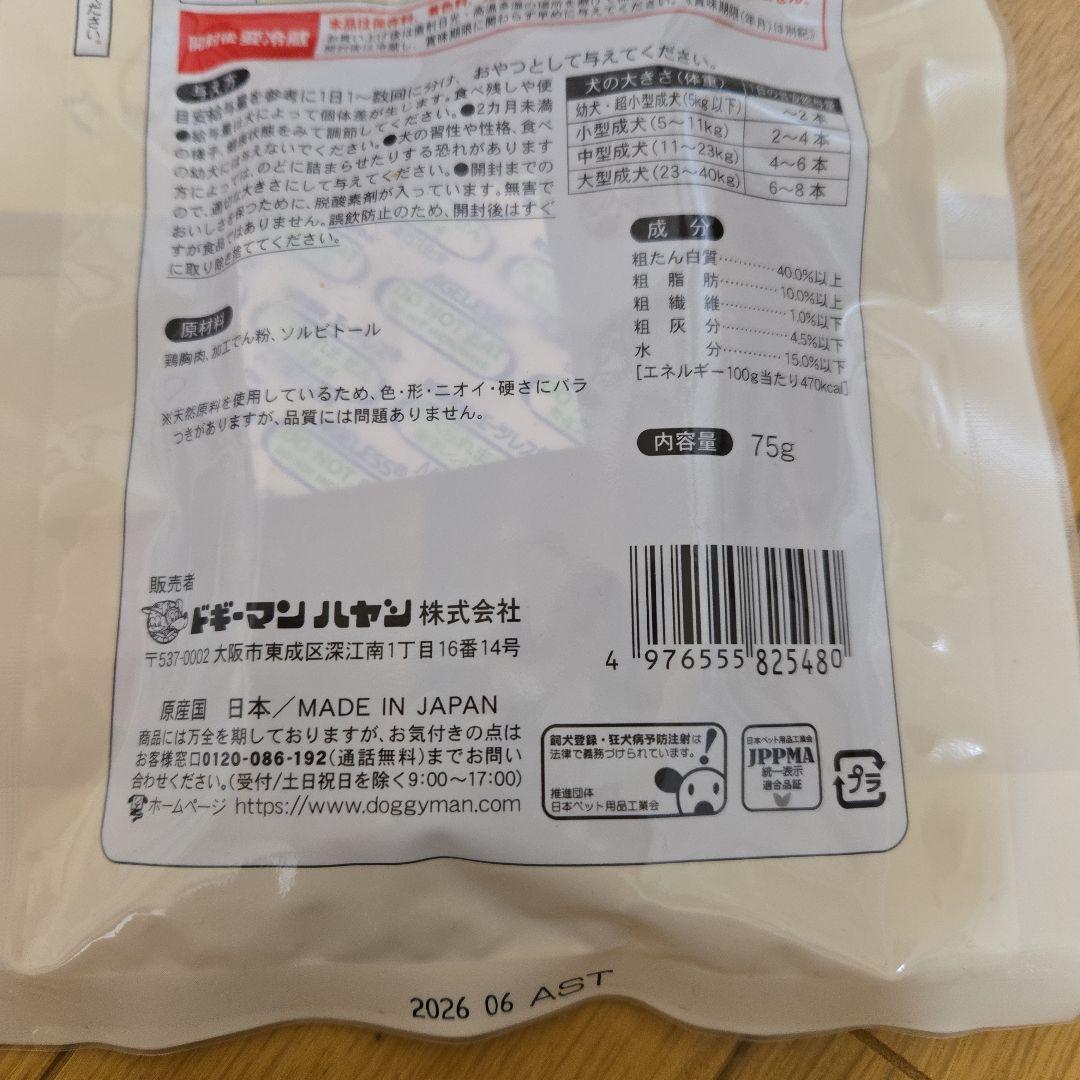 開封後要冷蔵
与え方
目安給与量を参考に1日1〜数回に分け、おやつとして与えてください。
●給与量は犬によって個体差が生じます。食べ残しや便
の様子、健康状態をみて調節してください。●2カ月未満
の幼犬には与えないでください。●犬の習性や性格、食べ
方によっては、のどに詰まらせたりする恐れがあります
ので、適切な大きさにして与えてください。●開封までの
おいしさを保つために、脱酸素剤が入っています。無害で
すが食品ではありません。誤飲防止のため、開封後はすぐ
に取り除き捨ててください。
犬の大きさ(体重)
幼犬・超小型成犬(5kg以下) 〜2本
小型成犬(5〜11kg) 2〜4本
中型成犬(11〜23kg) 4〜6本
大型成犬(23〜40kg) 6〜8本
成分
粗たん白質…………40.0%以上
粗脂肪…………10.0%以上
粗繊維…………1.0%以下
粗灰分…………4.5%以下
水分…………15.0%以下
[エネルギー100g当たり470kcal]
原材料
鶏胸肉、加工でん粉、ソルビトール
※天然原料を使用しているため、色・形・ニオイ・硬さにバラ
つきがありますが、品質には問題ありません。
内容量 75g
販売者
ドギーマンハヤシ株式会社
〒537-0002 大阪市東成区深江南1丁目16番14号
4 976555 825480
原産国 日本/MADE IN JAPAN
商品には万全を期しておりますが、お気付きの点は
お客様窓口0120-086-192(通話無料)までお問い
合わせください。(受付/土日祝日を除く9:00〜17:00)
ホームページ https://www.doggyman.com
飼犬登録・狂犬病予防注射は
法律で義務づけられています。
推進団体
日本ペット用品工業会
日本ペット用品工業会
JPPMA
統一表示
適合品証
プラ
2026 06 AST